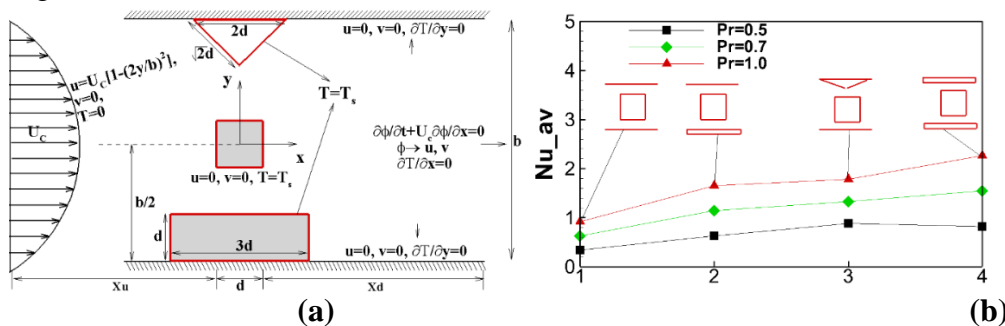 2d
√2d
u=0, v=0, ∂T/∂y=0
u=U_C[1-(2y/b)²],
v=0,
T=0
y
T=T_s
U_C
x
∂ϕ/∂t+U_c∂ϕ/∂x=0
ϕ→ u, v
∂T/∂x=0
b
u=0, v=0, T=T_s
b/2
d
3d
u=0, v=0, ∂T/∂y=0
Xu
d
Xd
(a)
Nu_av
5
4
3
2
1
0
Pr=0.5
Pr=0.7
Pr=1.0
1
2
3
4
(b)